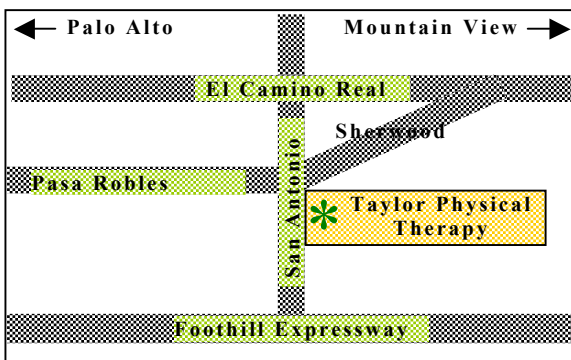 Palo Alto
Mountain View
El Camino Real
Sherwood
San Antonio
Pasa Robles
Taylor Physical
Therapy
Foothill Expressway